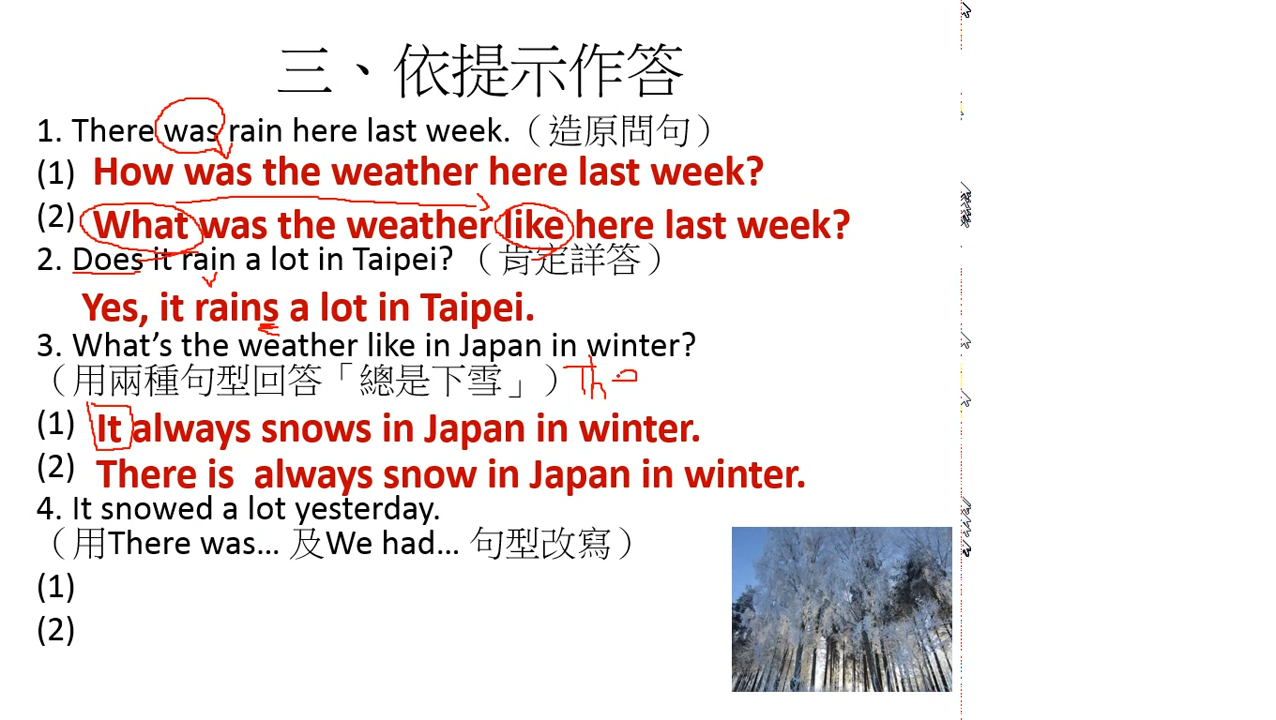 三、依提示作答
1. There was rain here last week.（造原問句）
(1) How was the weather here last week?
(2) What was the weather like here last week?
2. Does it rain a lot in Taipei? （肯定詳答）
Yes, it rains a lot in Taipei.
3. What’s the weather like in Japan in winter?
（用兩種句型回答「總是下雪」）Th
(1) It always snows in Japan in winter.
(2) There is always snow in Japan in winter.
4. It snowed a lot yesterday.
（用There was... 及We had... 句型改寫）
(1)
(2)